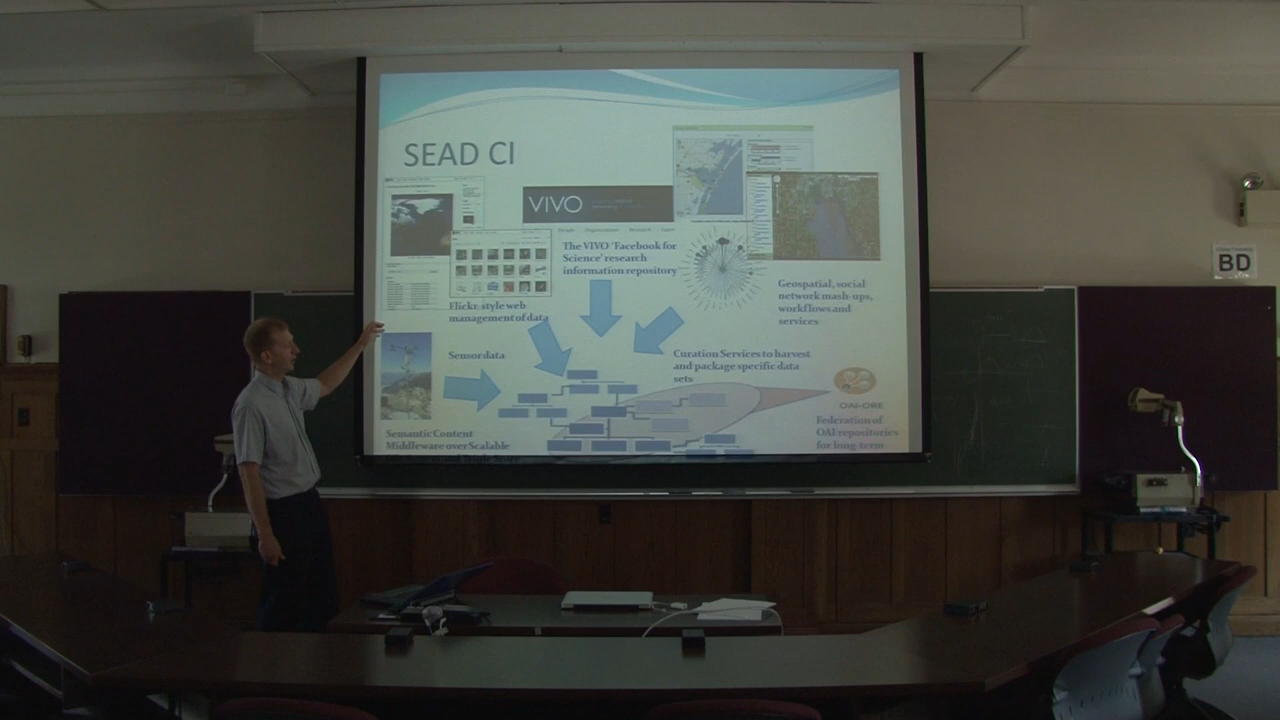 SEAD CI
VIVO
The VIVO 'Facebook for
Science' research
information repository
Flickr-style web
management of data
Geospatial, social
network mash-ups,
workflows and
services
Sensor data
Curation Services to harvest
and package specific data
sets
OAI-ORE
Semantic Content
Middleware over Scalable
Federation of
OAI repositories
for long-term
BD